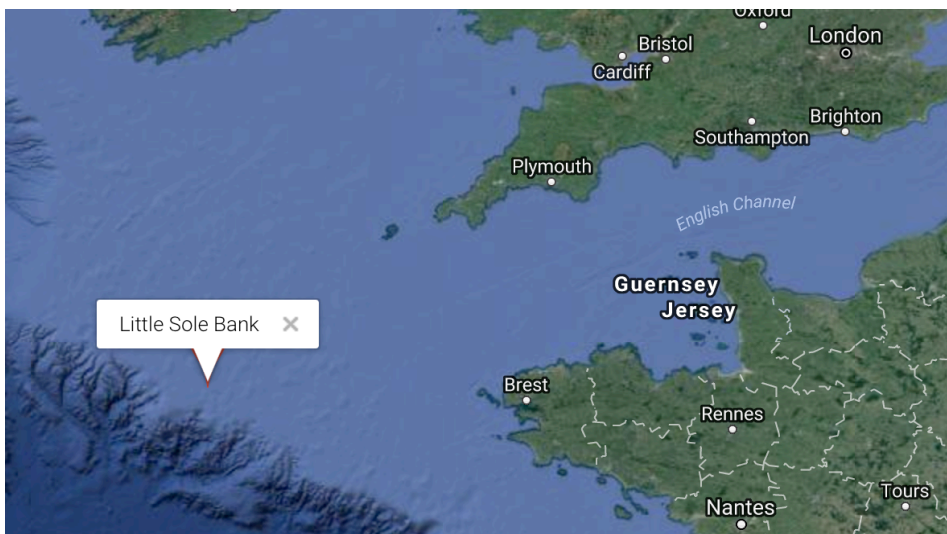 Oxford
London
Bristol
Cardiff
Brighton
Southampton
Plymouth
English Channel
Guernsey
Jersey
Little Sole Bank ×
Brest
Rennes
Tours
Nantes